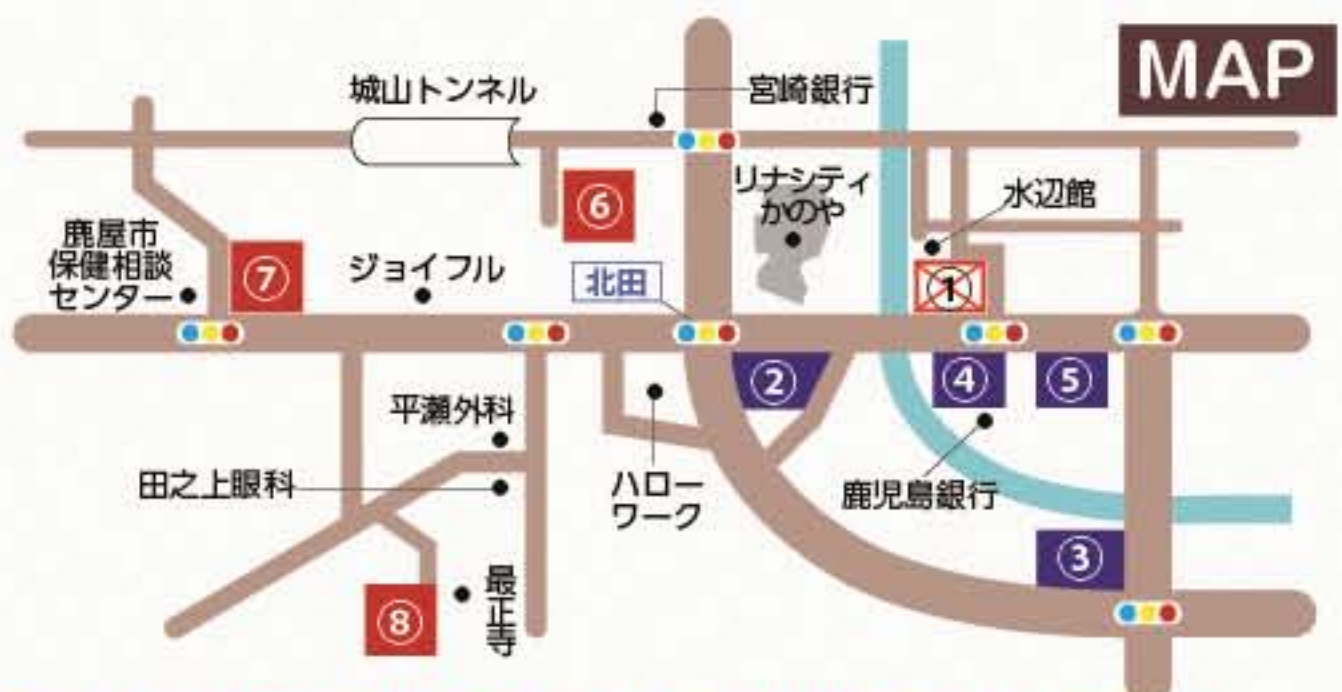 MAP
城山トンネル
宮崎銀行
リナシティ
かのや
水辺館
⑥
鹿屋市
保健相談
センター
⑦
ジョイフル
北田
①
②
④
⑤
平瀬外科
田之上眼科
ハロー
ワーク
鹿児島銀行
③
最正寺
⑧